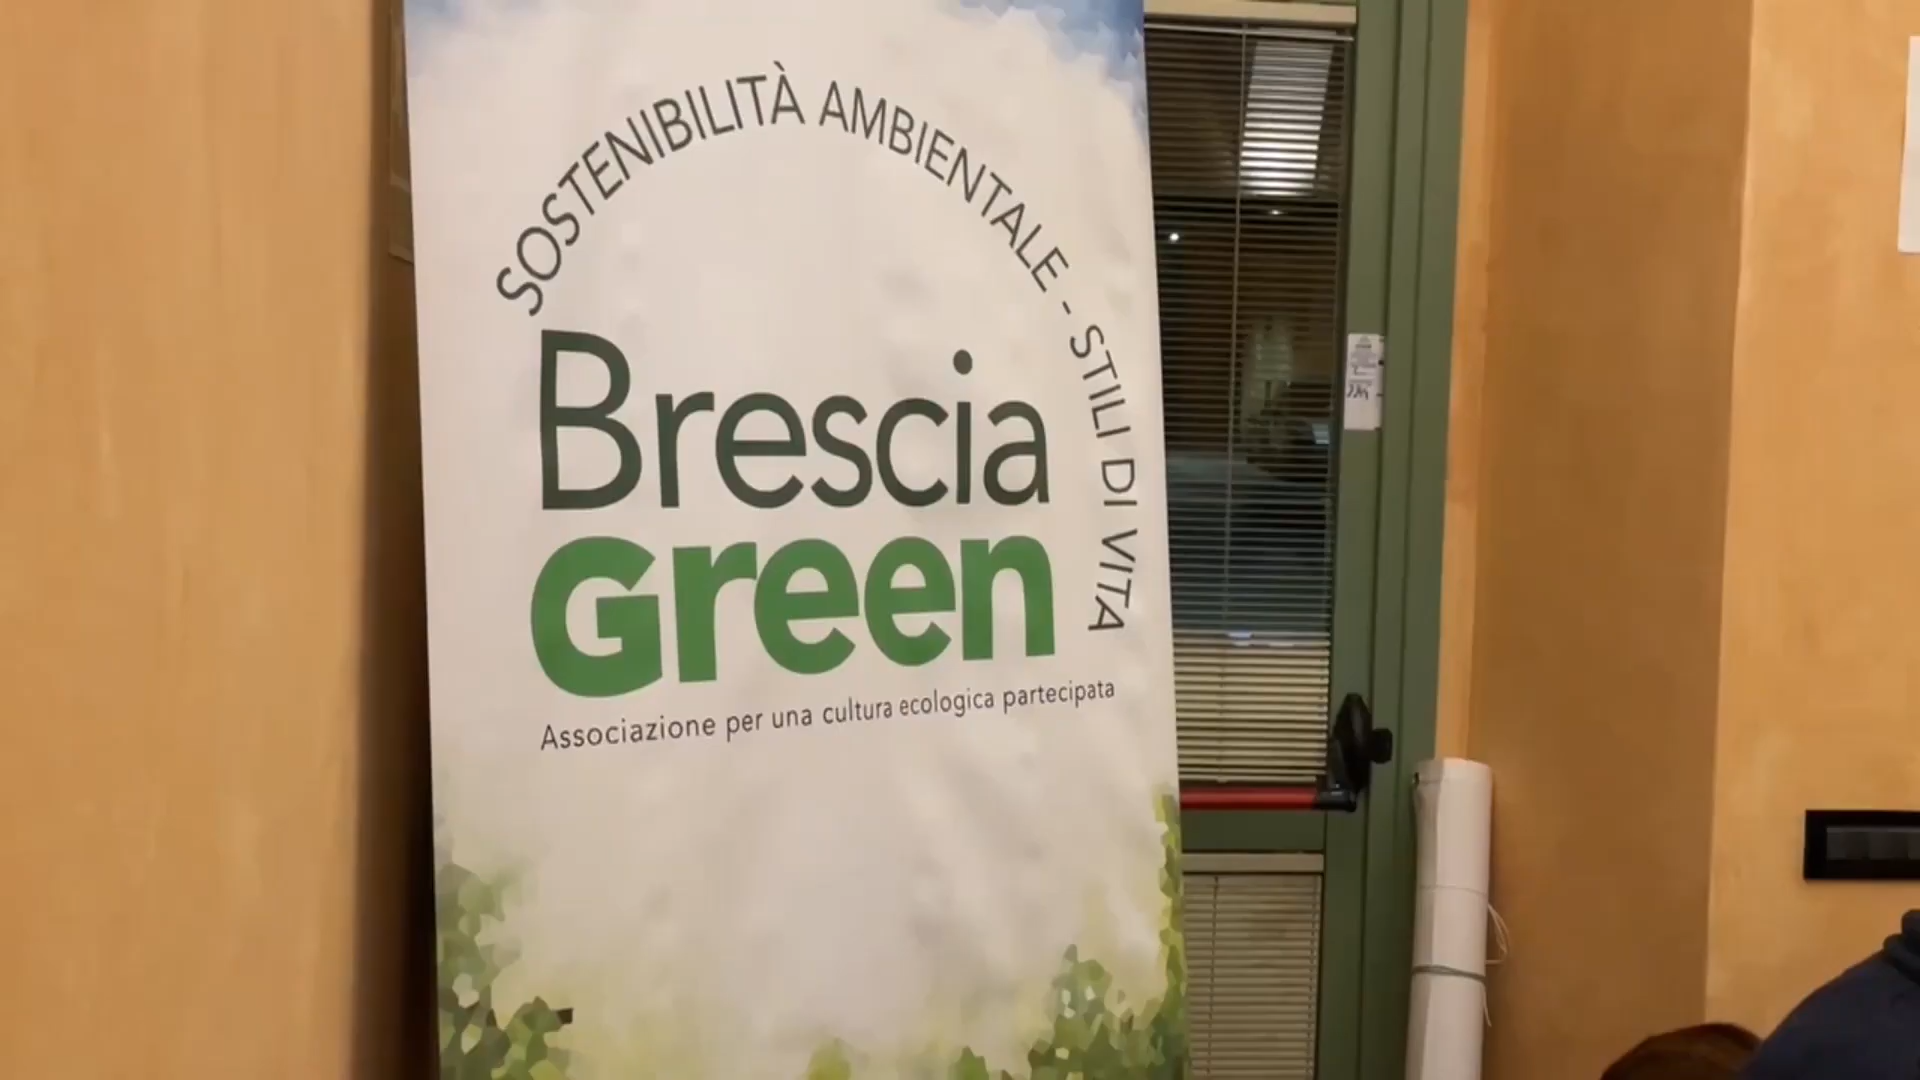 SOSTENIBILITÀ AMBIENTALE - STILI DI VITA
Brescia
Green
Associazione per una cultura ecologica partecipata